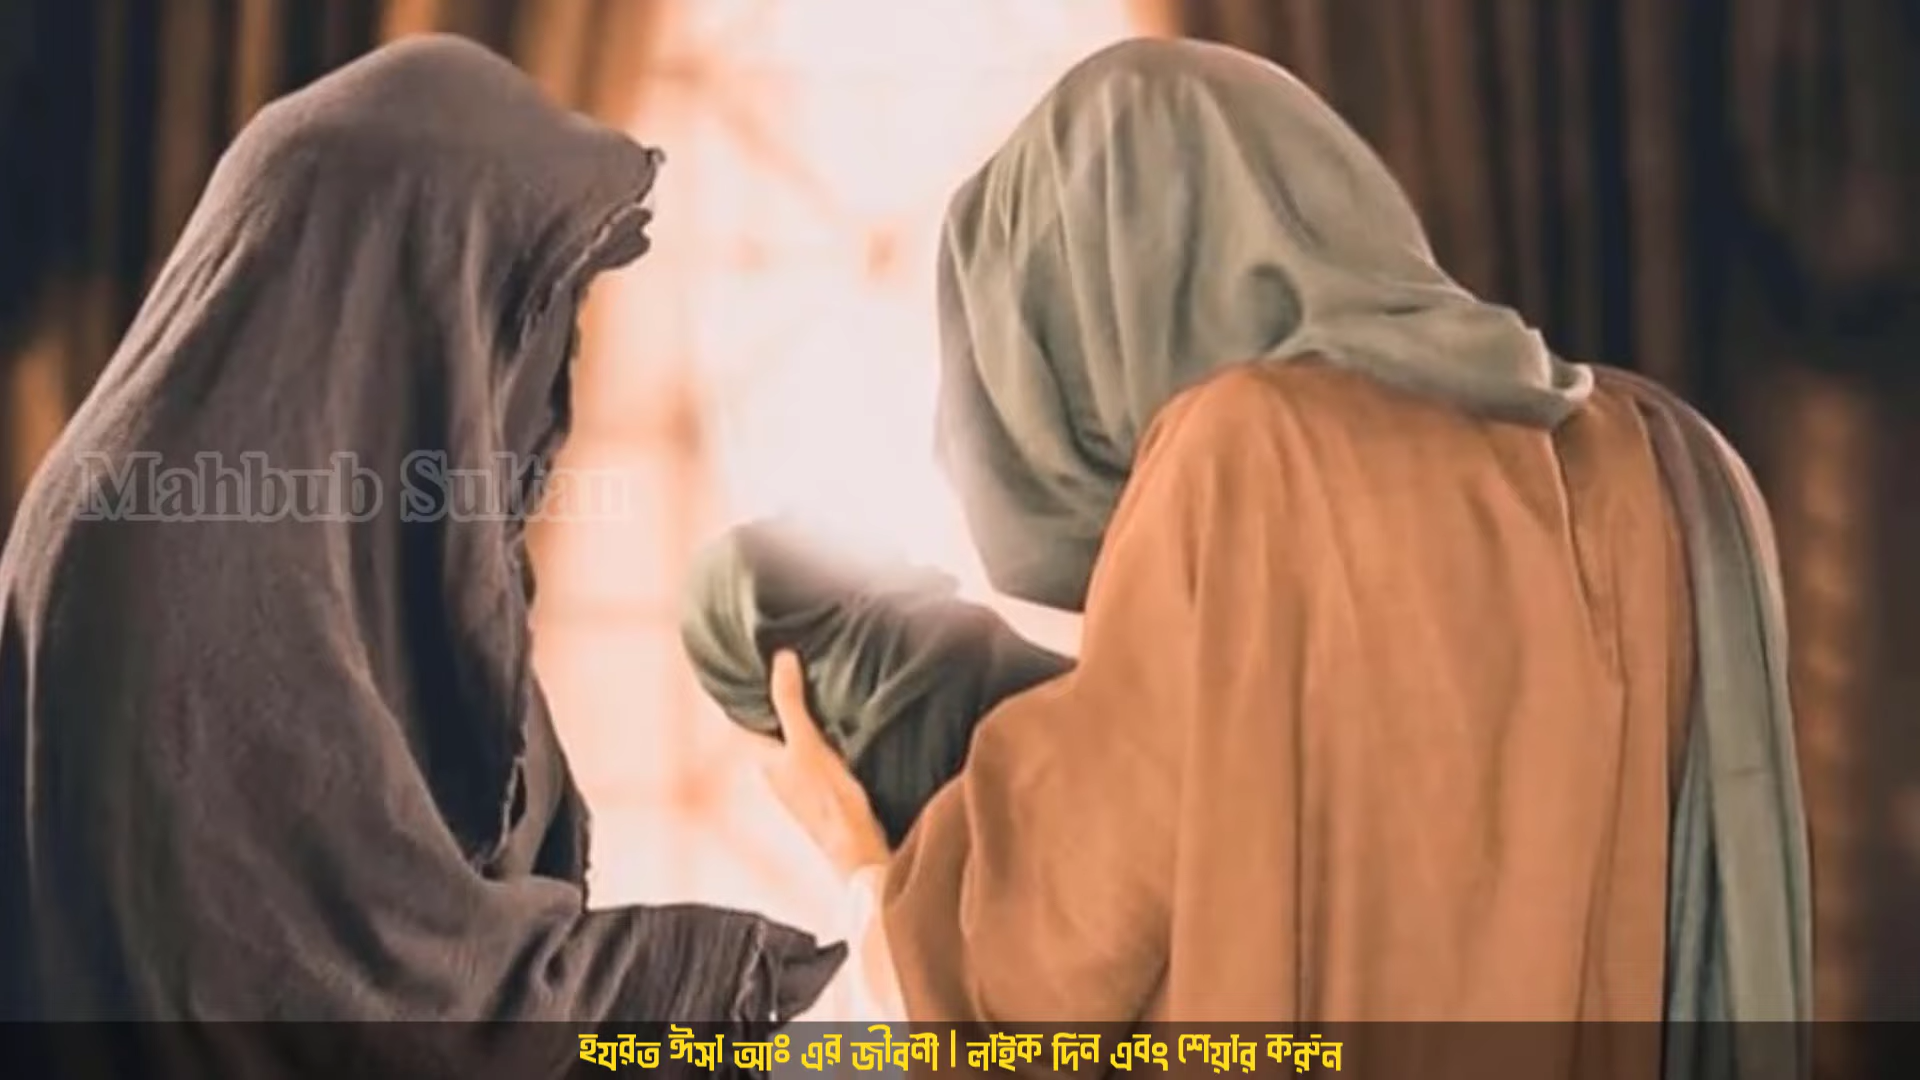 Mahbub Sultan
হযরত ঈসা আঃ এর জীবনী | লাইক দিন এবং শেয়ার করুন